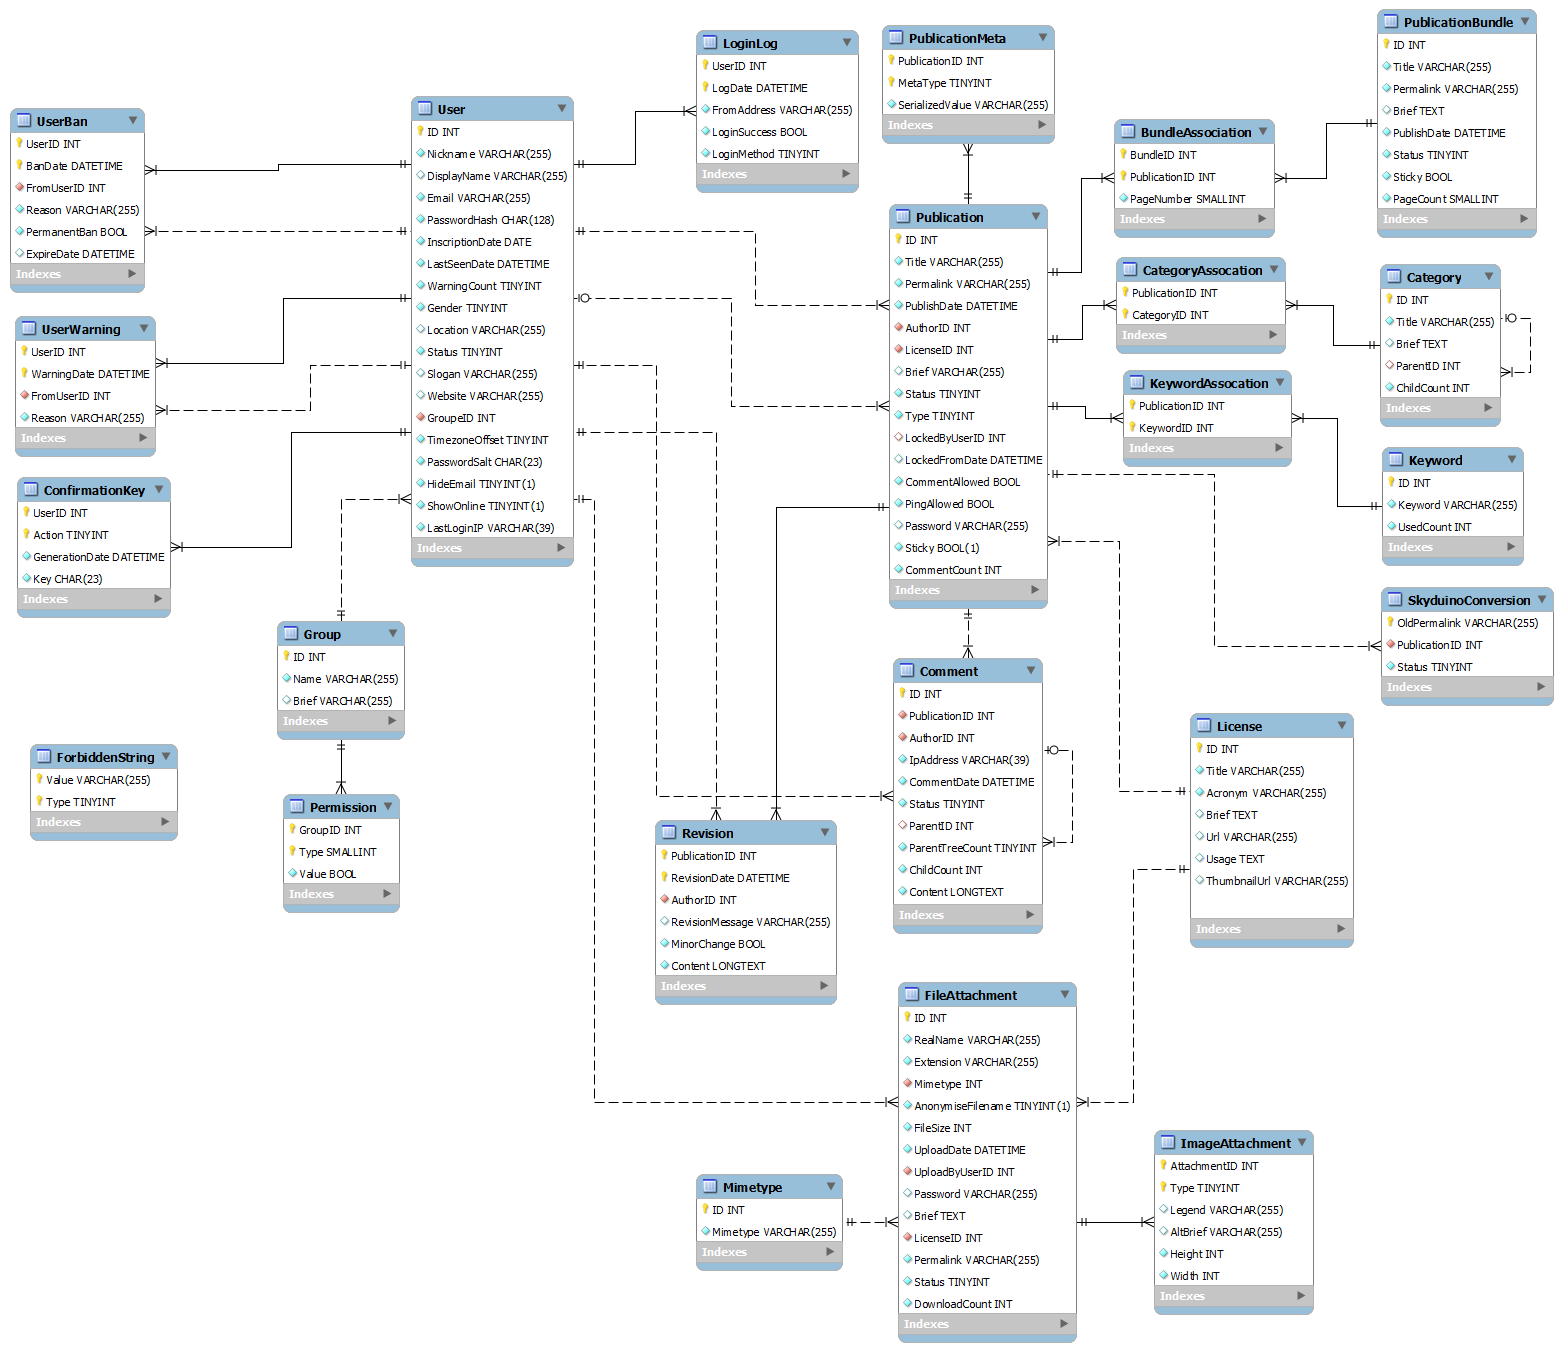 UserBan
UserID INT
BanDate DATETIME
FromUserID INT
Reason VARCHAR(255)
PermanentBan BOOL
ExpireDate DATETIME
Indexes
UserWarning
UserID INT
WarningDate DATETIME
FromUserID INT
Reason VARCHAR(255)
Indexes
ConfirmationKey
UserID INT
Action TINYINT
GenerationDate DATETIME
Key CHAR(23)
Indexes
ForbiddenString
Value VARCHAR(255)
Type TINYINT
Indexes
Group
ID INT
Name VARCHAR(255)
Brief VARCHAR(255)
Indexes
Permission
GroupID INT
Type SMALLINT
Value BOOL
Indexes
User
ID INT
Nickname VARCHAR(255)
DisplayName VARCHAR(255)
Email VARCHAR(255)
PasswordHash CHAR(128)
InscriptionDate DATE
LastSeenDate DATETIME
WarningCount TINYINT
Gender TINYINT
Location VARCHAR(255)
Status TINYINT
Slogan VARCHAR(255)
Website VARCHAR(255)
GroupeID INT
TimezoneOffset TINYINT
PasswordSalt CHAR(23)
HideEmail TINYINT(1)
ShowOnline TINYINT(1)
LastLoginIP VARCHAR(39)
Indexes
LoginLog
UserID INT
LogDate DATETIME
FromAddress VARCHAR(255)
LoginSuccess BOOL
LoginMethod TINYINT
Indexes
Revision
PublicationID INT
RevisionDate DATETIME
AuthorID INT
RevisionMessage VARCHAR(255)
MinorChange BOOL
Content LONGTEXT
Indexes
Mimetype
ID INT
Mimetype VARCHAR(255)
Indexes
PublicationMeta
PublicationID INT
MetaType TINYINT
SerializedValue VARCHAR(255)
Indexes
Publication
ID INT
Title VARCHAR(255)
Permalink VARCHAR(255)
PublishDate DATETIME
AuthorID INT
LicenseID INT
Brief VARCHAR(255)
Status TINYINT
Type TINYINT
LockedByUserID INT
LockedFromDate DATETIME
CommentAllowed BOOL
PingAllowed BOOL
Password VARCHAR(255)
Sticky BOOL(1)
CommentCount INT
Indexes
Comment
ID INT
PublicationID INT
AuthorID INT
IpAddress VARCHAR(39)
CommentDate DATETIME
Status TINYINT
ParentID INT
ParentTreeCount TINYINT
ChildCount INT
Content LONGTEXT
Indexes
FileAttachment
ID INT
RealName VARCHAR(255)
Extension VARCHAR(255)
Mimetype INT
AnonymiseFilename TINYINT(1)
FileSize INT
UploadDate DATETIME
UploadByUserID INT
Password VARCHAR(255)
Brief TEXT
LicenseID INT
Permalink VARCHAR(255)
Status TINYINT
DownloadCount INT
Indexes
BundleAssociation
BundleID INT
PublicationID INT
PageNumber SMALLINT
Indexes
CategoryAssocation
PublicationID INT
CategoryID INT
Indexes
KeywordAssocation
PublicationID INT
KeywordID INT
Indexes
PublicationBundle
ID INT
Title VARCHAR(255)
Permalink VARCHAR(255)
Brief TEXT
PublishDate DATETIME
Status TINYINT
Sticky BOOL
PageCount SMALLINT
Indexes
Category
ID INT
Title VARCHAR(255)
Brief TEXT
ParentID INT
ChildCount INT
Indexes
Keyword
ID INT
Keyword VARCHAR(255)
UsedCount INT
Indexes
SkyduinoConversion
OldPermalink VARCHAR(255)
PublicationID INT
Status TINYINT
Indexes
License
ID INT
Title VARCHAR(255)
Acronym VARCHAR(255)
Brief TEXT
Url VARCHAR(255)
Usage TEXT
ThumbnailUrl VARCHAR(255)
Indexes
ImageAttachment
AttachmentID INT
Type TINYINT
Legend VARCHAR(255)
AltBrief VARCHAR(255)
Height INT
Width INT
Indexes